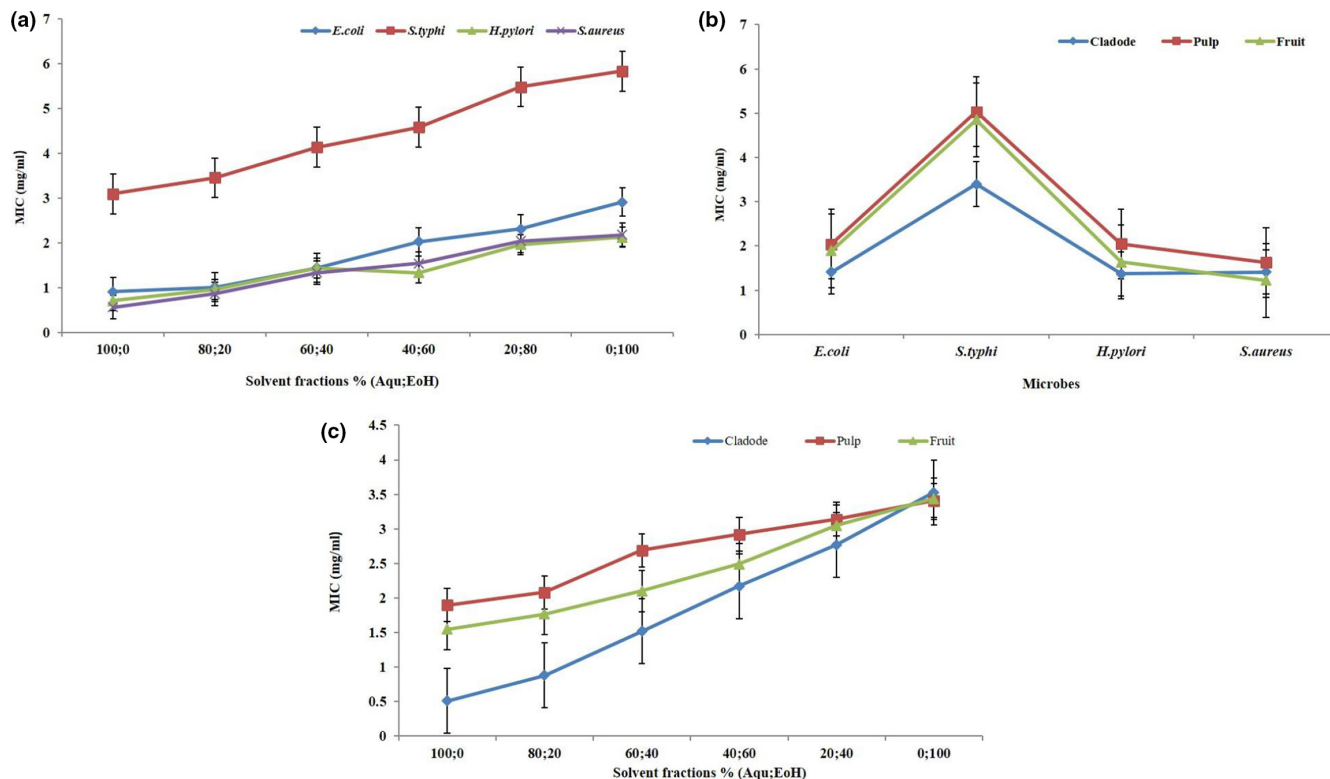 (a)
E.coli S.typhi H.pylori S.aureus
7
6
5
4
3
2
1
0
MIC (mg/ml)
100;0 80;20 60;40 40;60 20;80 0;100
Solvent fractions % (Aqu;EoH)
(b)
Cladode Pulp Fruit
7
6
5
4
3
2
1
0
MIC (mg/ml)
E.coli S.typhi H.pylori S.aureus
Microbes
(c)
Cladode Pulp Fruit
4.5
4
3.5
3
2.5
2
1.5
1
0.5
0
MIC (mg/ml)
100;0 80;20 60;40 40;60 20;40 0;100
Solvent fractions % (Aqu;EoH)